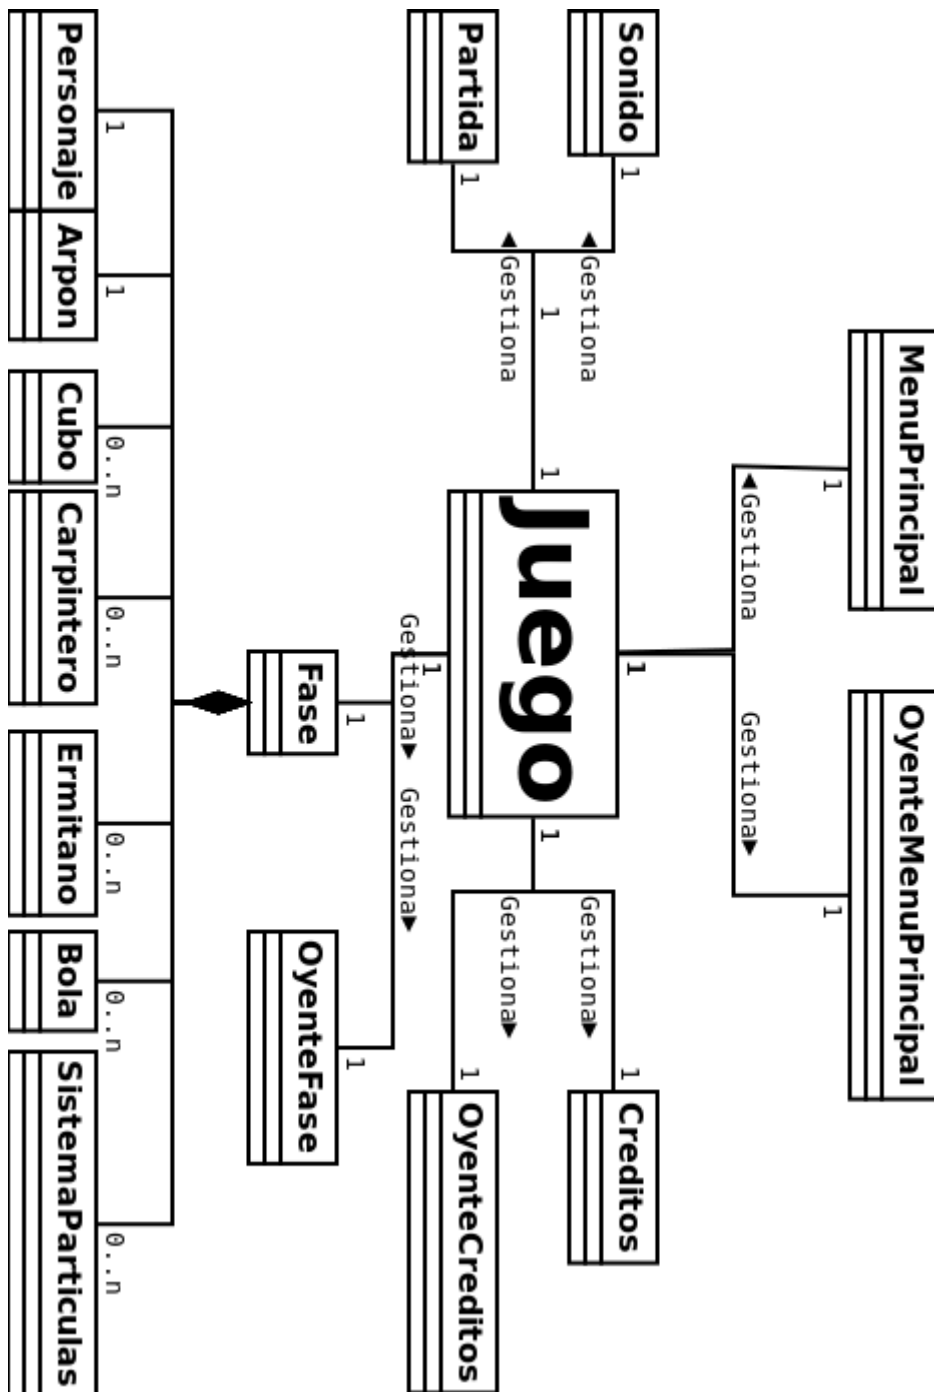 MenuPrincipal OyenteMenuPrincipal
1 1
◀Gestiona Gestiona▶
Sonido 1 1 1 Creditos
◀Gestiona Gestiona▶
1 1 Juego 1
◀Gestiona Gestiona▶
Partida 1 1 OyenteCreditos
1
Gestiona▶ Gestiona▶
1 1
Fase OyenteFase
1 1 0..n 0..n 0..n 0..n 0..n
Personaje Arpon Cubo Carpintero Ermitano Bola SistemaParticulas